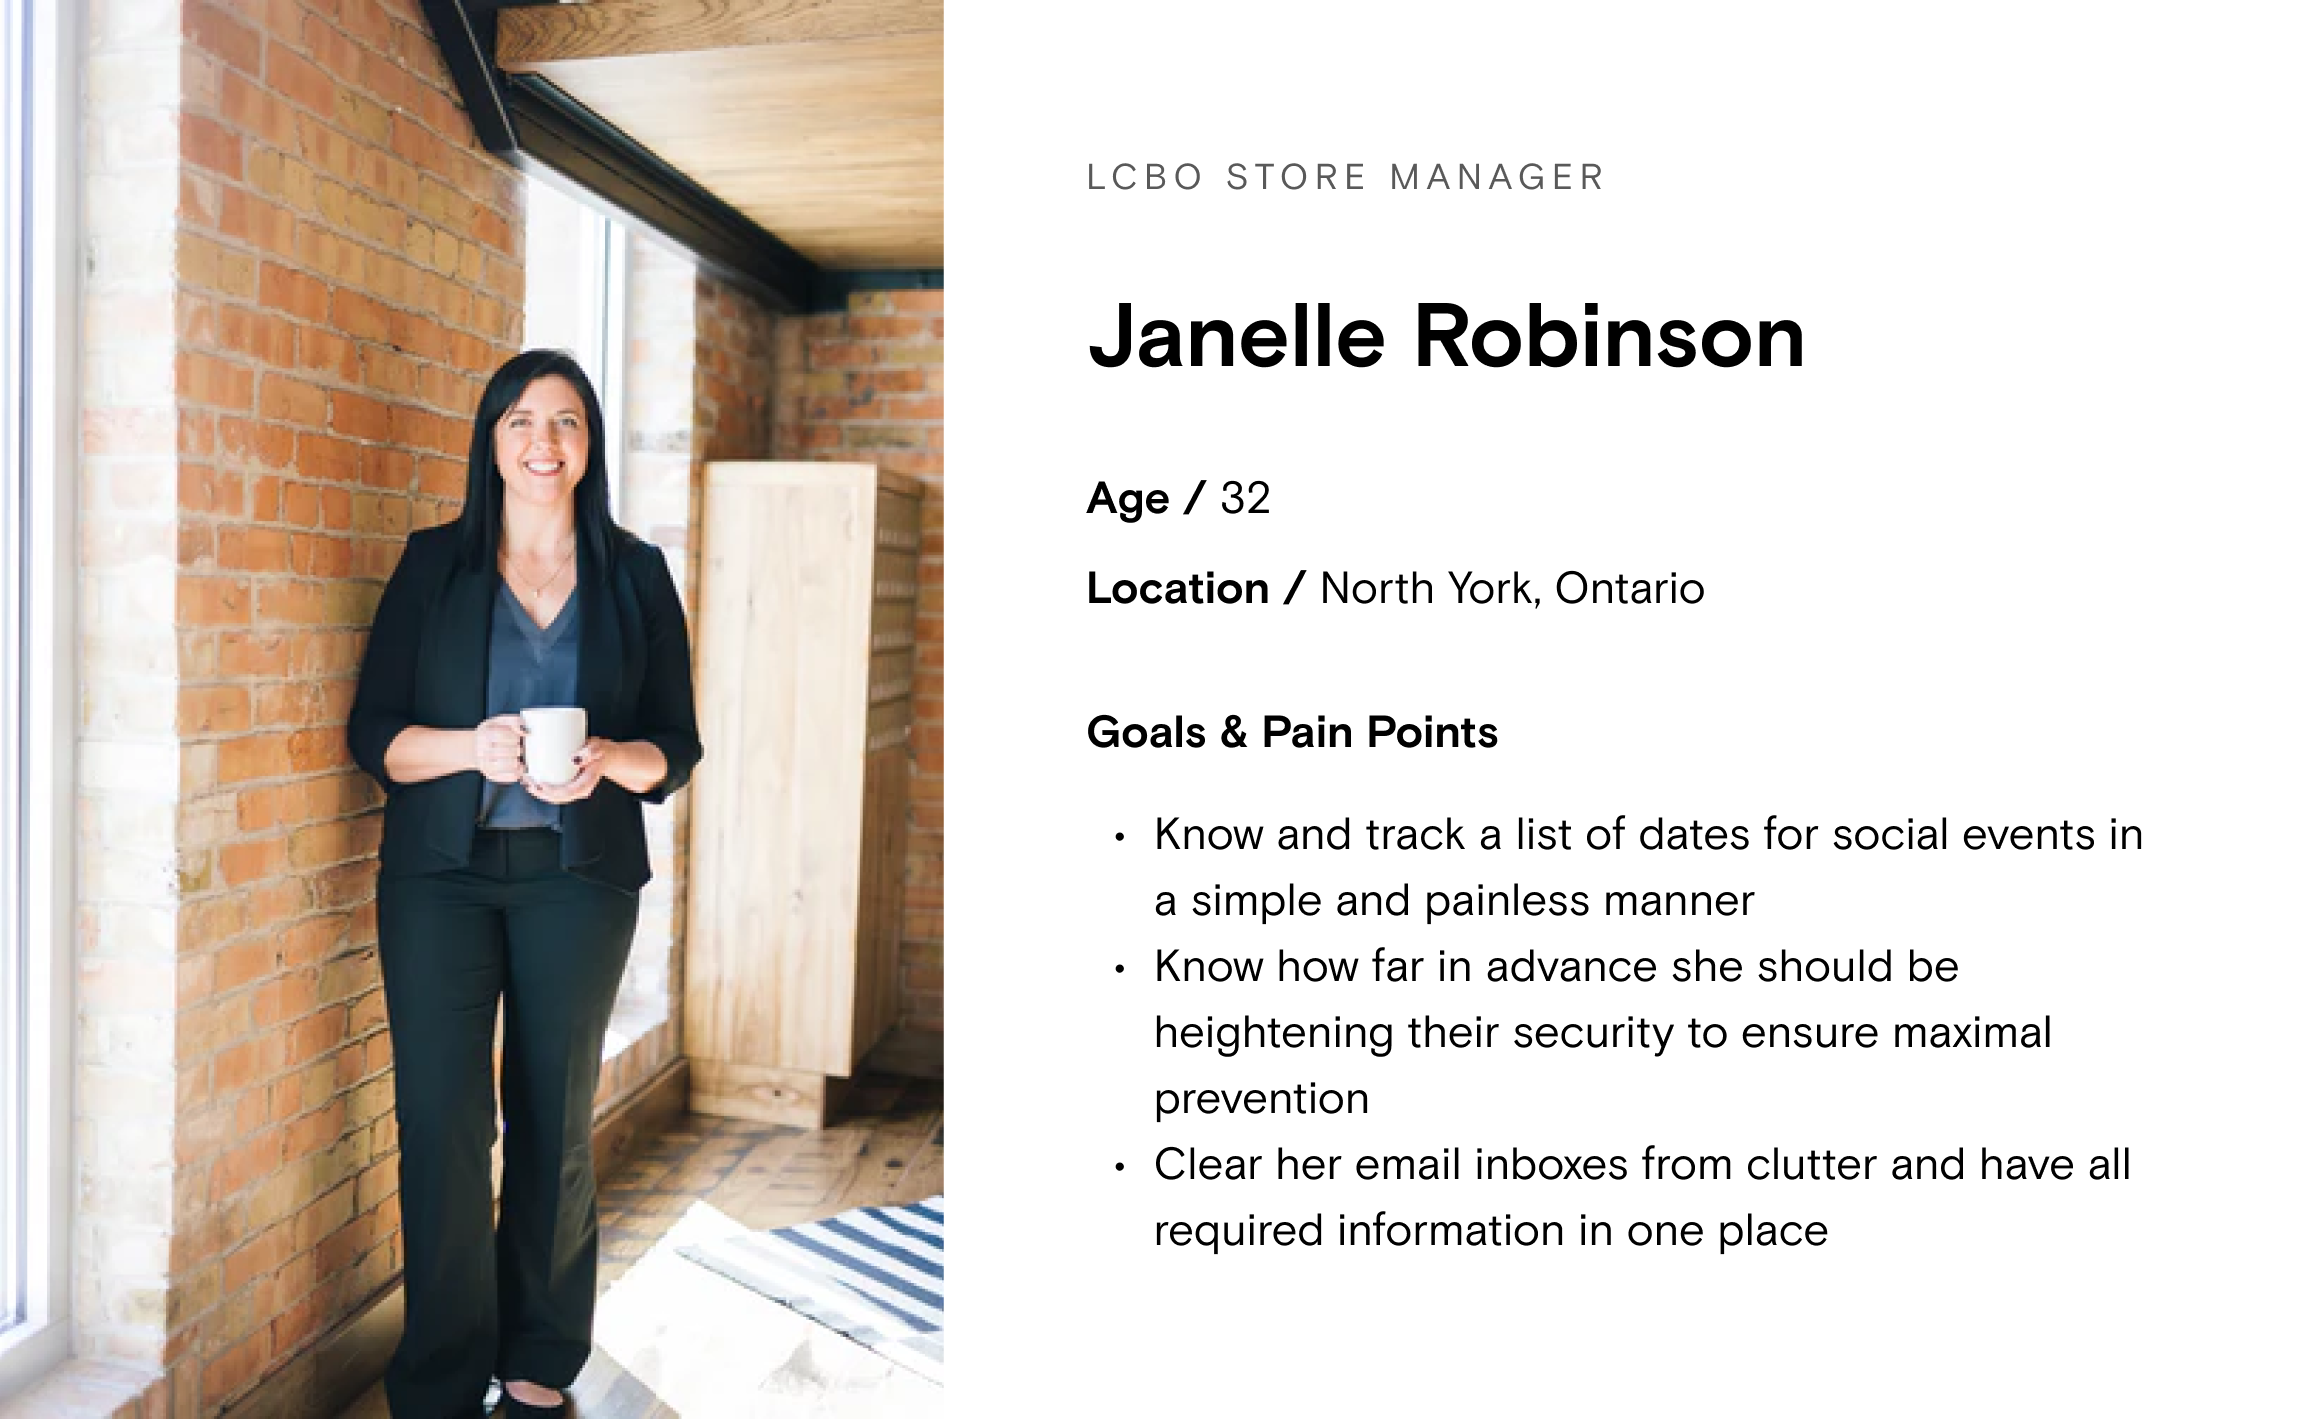 LCBO STORE MANAGER
Janelle Robinson
Age / 32
Location / North York, Ontario
Goals & Pain Points
• Know and track a list of dates for social events in
a simple and painless manner
• Know how far in advance she should be
heightening their security to ensure maximal
prevention
• Clear her email inboxes from clutter and have all
required information in one place